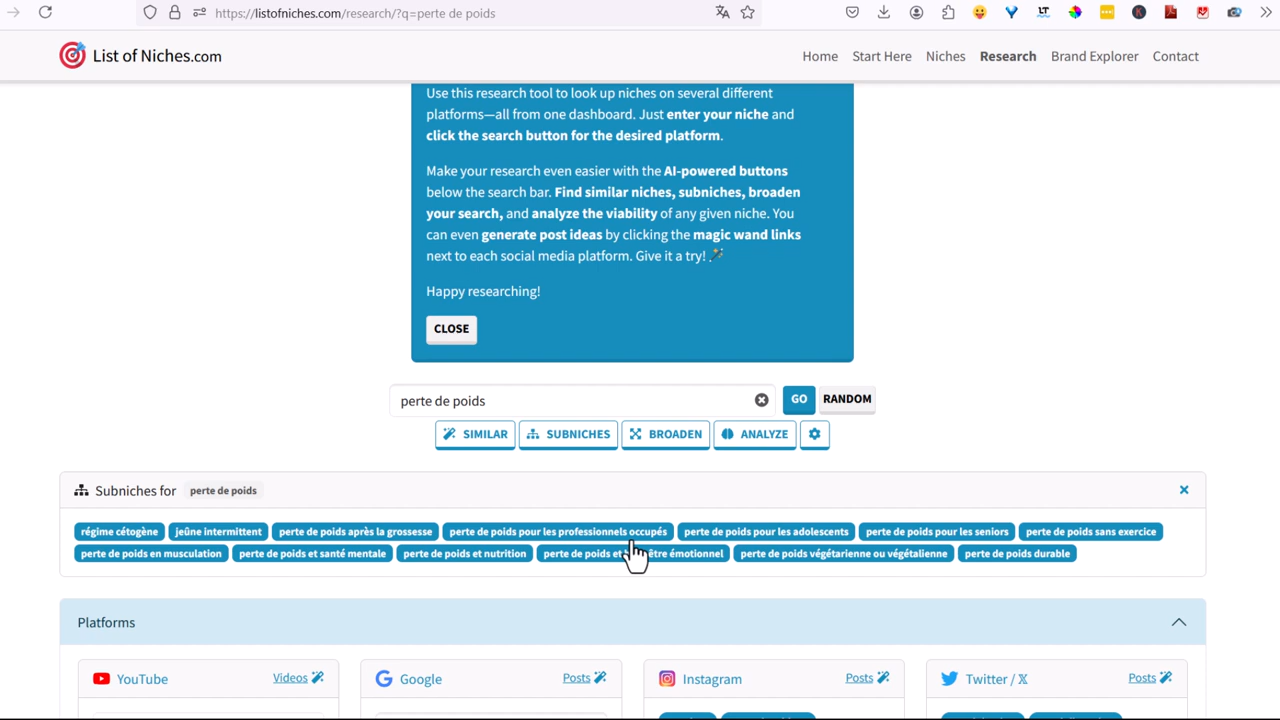 https://listofniches.com/research/?q=perte de poids
List of Niches.com
Home Start Here Niches Research Brand Explorer Contact
Use this research tool to look up niches on several different
platforms—all from one dashboard. Just enter your niche and
click the search button for the desired platform.
Make your research even easier with the AI-powered buttons
below the search bar. Find similar niches, subniches, broaden
your search, and analyze the viability of any given niche. You
can even generate post ideas by clicking the magic wand links
next to each social media platform. Give it a try!
Happy researching!
CLOSE
perte de poids GO RANDOM
SIMILAR SUBNICHES BROADEN ANALYZE
Subniches for perte de poids
régime cétogène jeûne intermittent perte de poids après la grossesse perte de poids pour les professionnels occupés perte de poids pour les adolescents perte de poids pour les seniors perte de poids sans exercice
perte de poids en musculation perte de poids et santé mentale perte de poids et nutrition perte de poids et être émotionnel perte de poids végétarienne ou végétalienne perte de poids durable
Platforms
YouTube Videos Google Posts Instagram Posts Twitter / X Posts